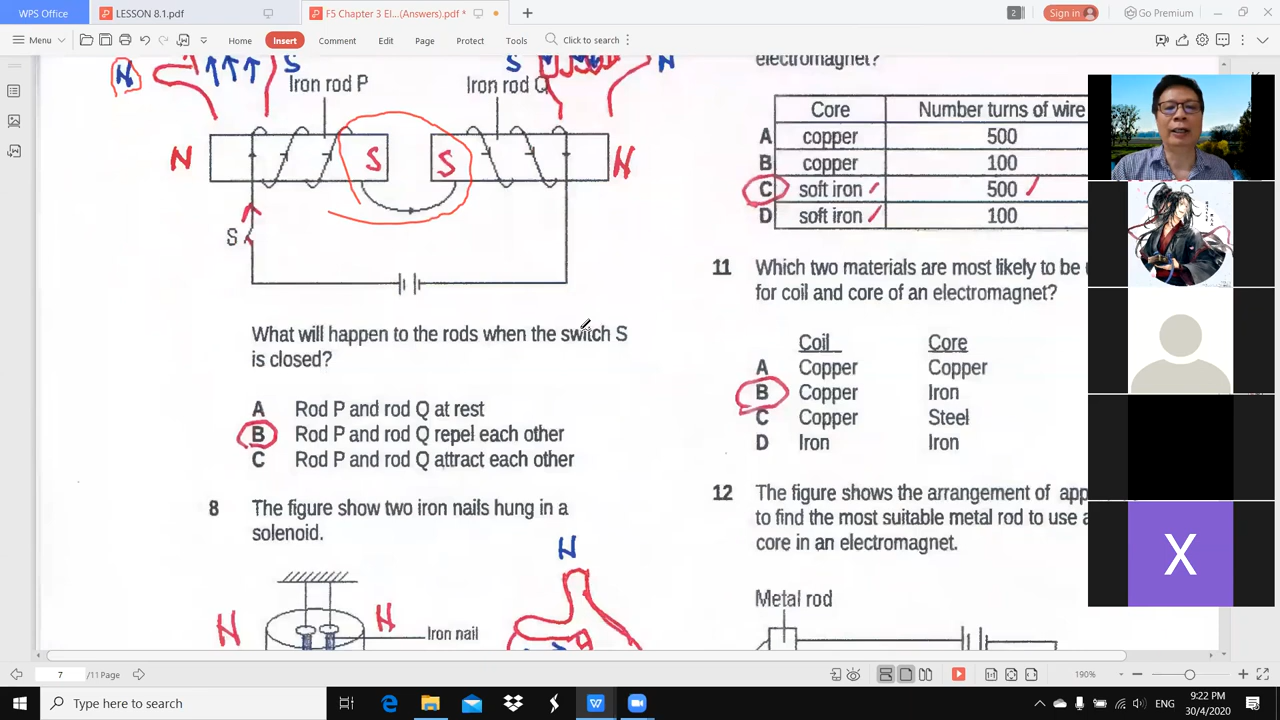 WPS Office
LESSON 8.1.pdf
F5 Chapter 3 El...(Answers).pdf *
2
Sign in
Go Premium
Menu
Home
Insert
Comment
Edit
Page
Protect
Tools
Click to search
N
S
S
N
Iron rod P
Iron rod Q
N
S
S
N
S
What will happen to the rods when the switch S
is closed?
A Rod P and rod Q at rest
B Rod P and rod Q repel each other
C Rod P and rod Q attract each other
8 The figure show two iron nails hung in a
solenoid.
N
N
Iron nail
N
electromagnet?
Core Number turns of wire
A copper 500
B copper 100
C soft iron 500
D soft iron 100
11 Which two materials are most likely to be
for coil and core of an electromagnet?
Coil Core
A Copper Copper
B Copper Iron
C Copper Steel
D Iron Iron
12 The figure shows the arrangement of app
to find the most suitable metal rod to use a
core in an electromagnet.
Metal rod
X
7
/11 Page
190%
Type here to search
ENG
9:22 PM
30/4/2020